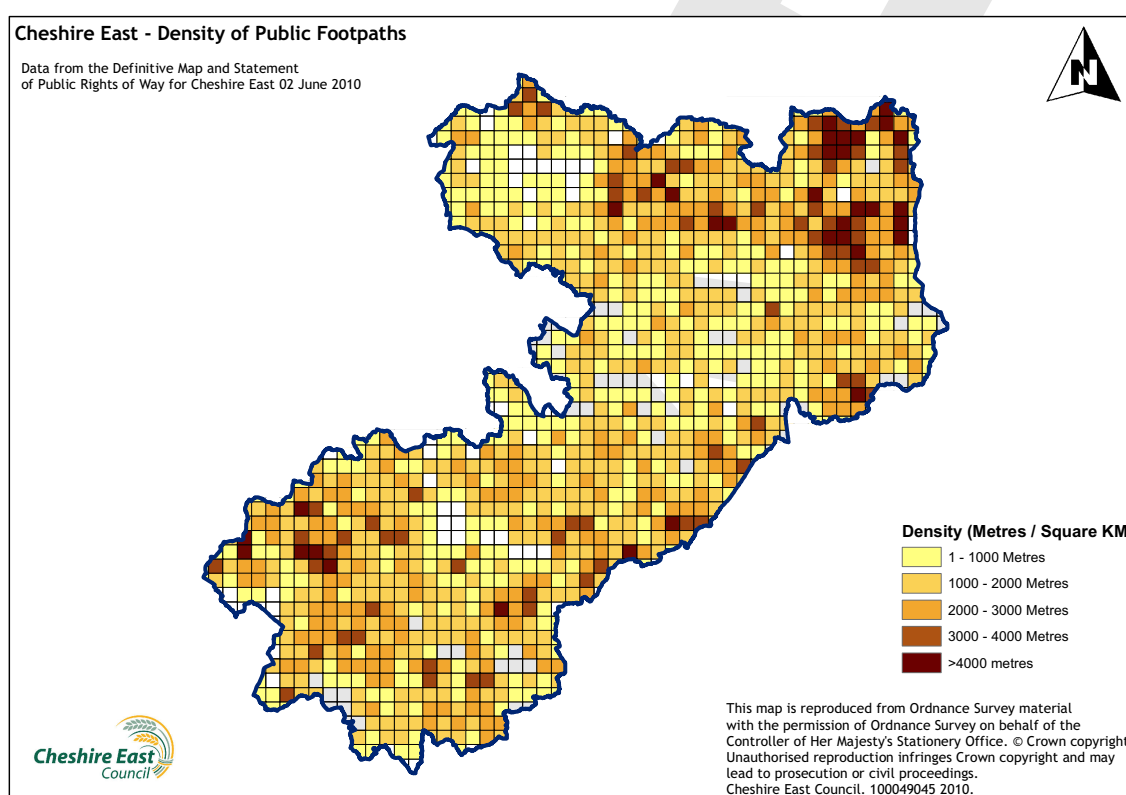 Cheshire East - Density of Public Footpaths
Data from the Definitive Map and Statement
of Public Rights of Way for Cheshire East 02 June 2010
N
Density (Metres / Square KM
1 - 1000 Metres
1000 - 2000 Metres
2000 - 3000 Metres
3000 - 4000 Metres
>4000 metres
This map is reproduced from Ordnance Survey material
with the permission of Ordnance Survey on behalf of the
Controller of Her Majesty's Stationery Office. © Crown copyright
Unauthorised reproduction infringes Crown copyright and may
lead to prosecution or civil proceedings.
Cheshire East Council. 100049045 2010.
Cheshire East
Council